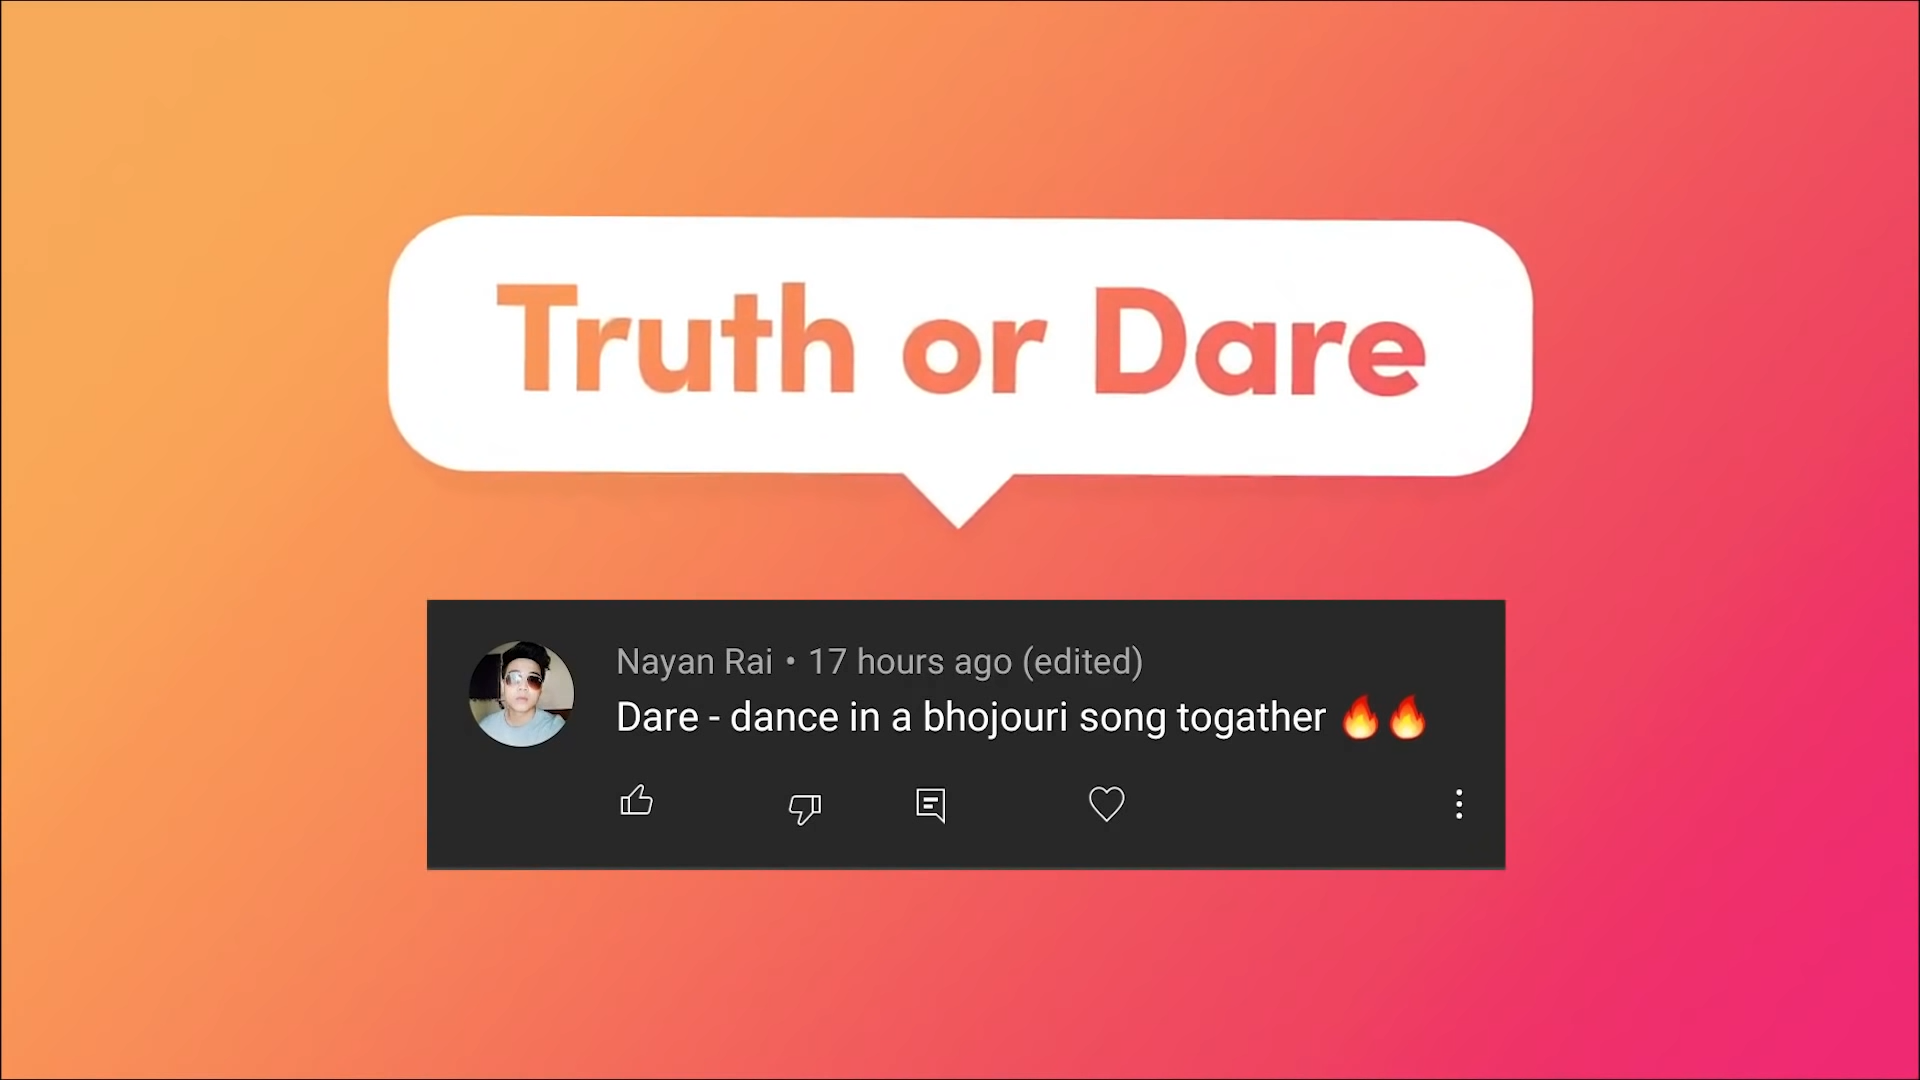 Truth or Dare
Nayan Rai • 17 hours ago (edited)
Dare - dance in a bhojouri song togather 🔥🔥